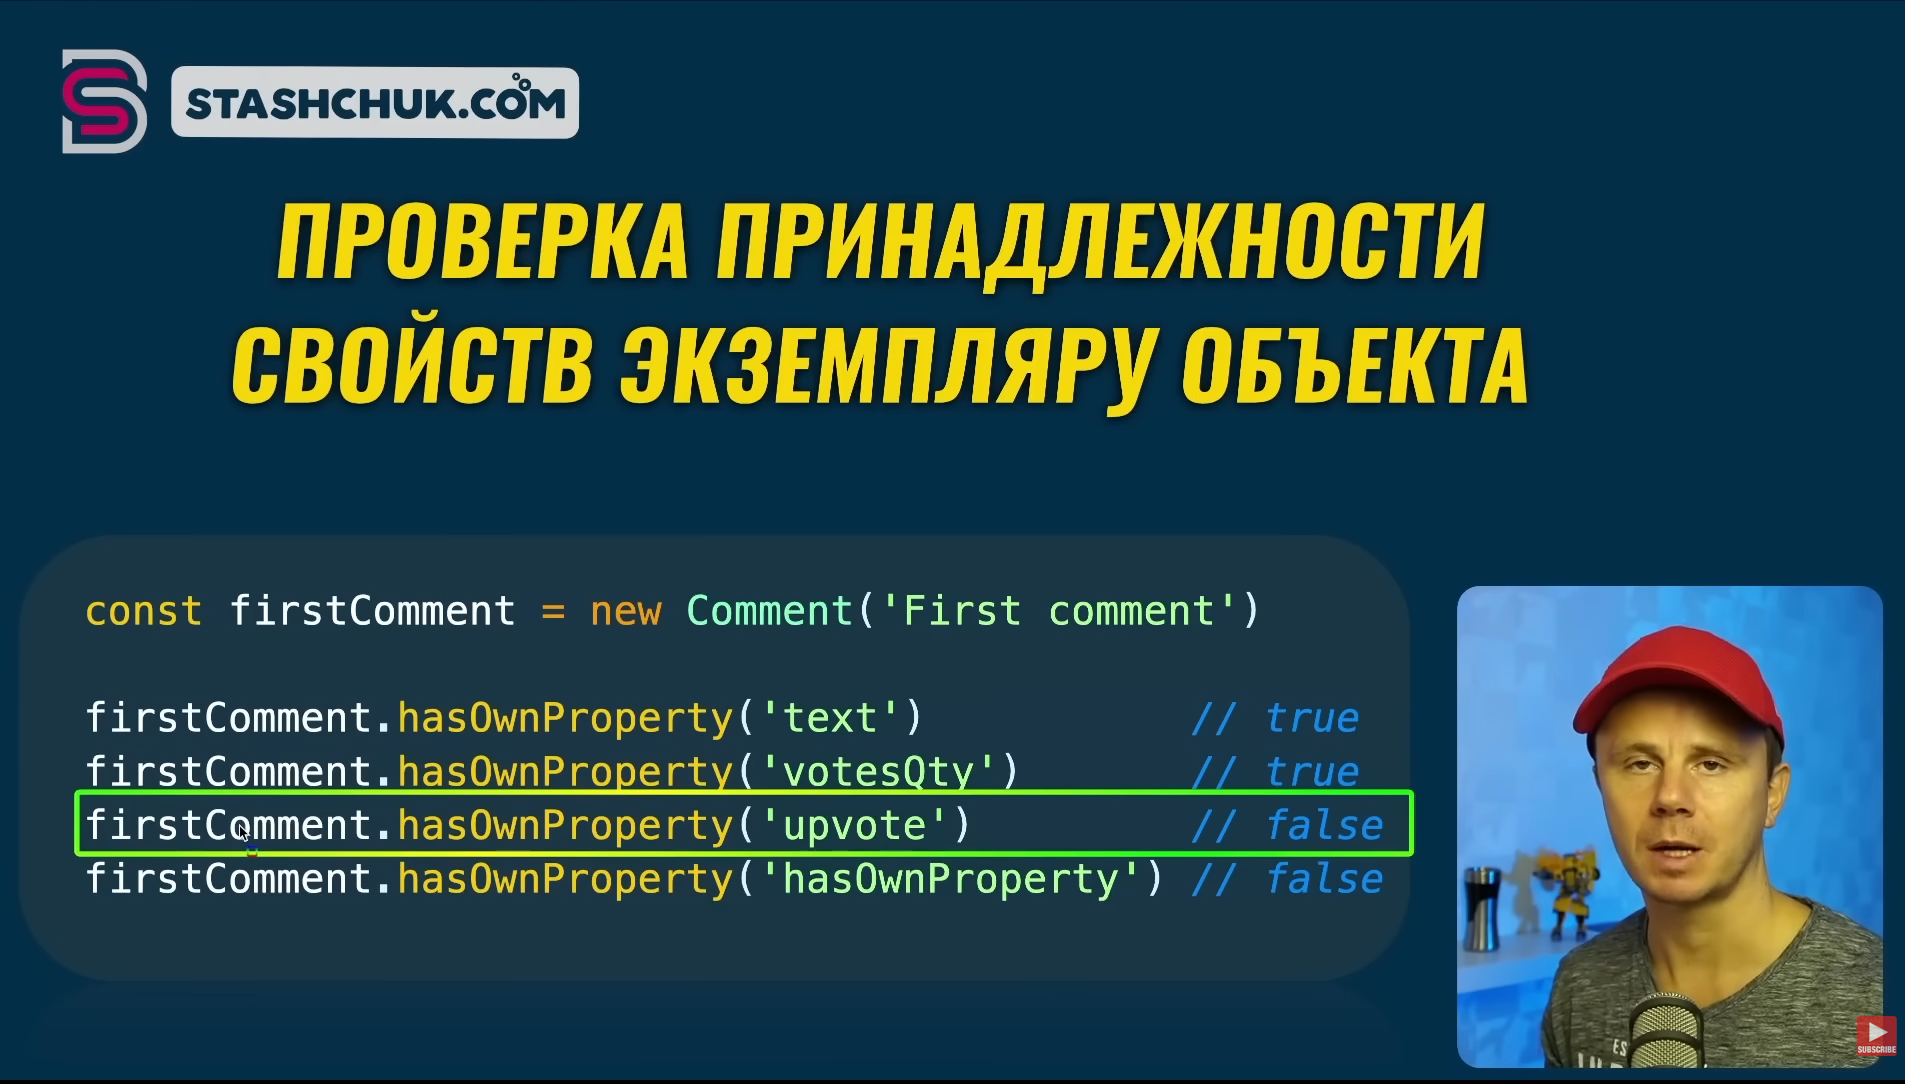 STASHCHUK.COM
ПРОВЕРКА ПРИНАДЛЕЖНОСТИ
СВОЙСТВ ЭКЗЕМПЛЯРУ ОБЪЕКТА
const firstComment = new Comment('First comment')
firstComment.hasOwnProperty('text') // true
firstComment.hasOwnProperty('votesQty') // true
firstComment.hasOwnProperty('upvote') // false
firstComment.hasOwnProperty('hasOwnProperty') // false
SUBSCRIBE